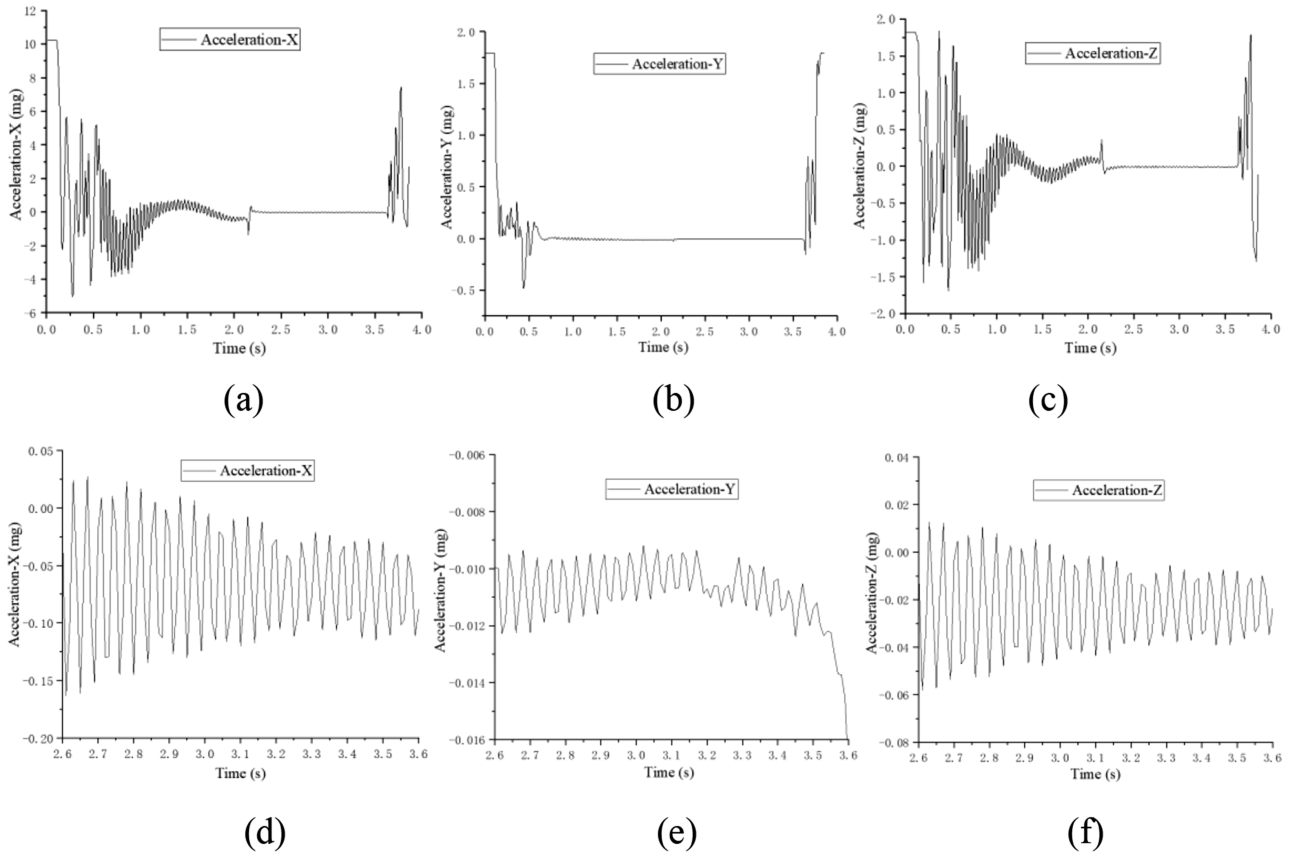 Acceleration-X
Acceleration-X (mg)
12
10
8
6
4
2
0
-2
-4
-6
0.0 0.5 1.0 1.5 2.0 2.5 3.0 3.5 4.0
Time (s)
(a)
Acceleration-Y
Acceleration-Y (mg)
2.0
1.5
1.0
0.5
0.0
-0.5
0.0 0.5 1.0 1.5 2.0 2.5 3.0 3.5 4.0
Time (s)
(b)
Acceleration-Z
Acceleration-Z (mg)
2.0
1.5
1.0
0.5
0.0
-0.5
-1.0
-1.5
-2.0
0.0 0.5 1.0 1.5 2.0 2.5 3.0 3.5 4.0
Time (s)
(c)
Acceleration-X
Acceleration-X (mg)
0.05
0.00
-0.05
-0.10
-0.15
-0.20
2.6 2.7 2.8 2.9 3.0 3.1 3.2 3.3 3.4 3.5 3.6
Time (s)
(d)
Acceleration-Y
Acceleration-Y (mg)
-0.006
-0.008
-0.010
-0.012
-0.014
-0.016
2.6 2.7 2.8 2.9 3.0 3.1 3.2 3.3 3.4 3.5 3.6
Time (s)
(e)
Acceleration-Z
Acceleration-Z (mg)
0.04
0.02
0.00
-0.02
-0.04
-0.06
-0.08
2.6 2.7 2.8 2.9 3.0 3.1 3.2 3.3 3.4 3.5 3.6
Time (s)
(f)